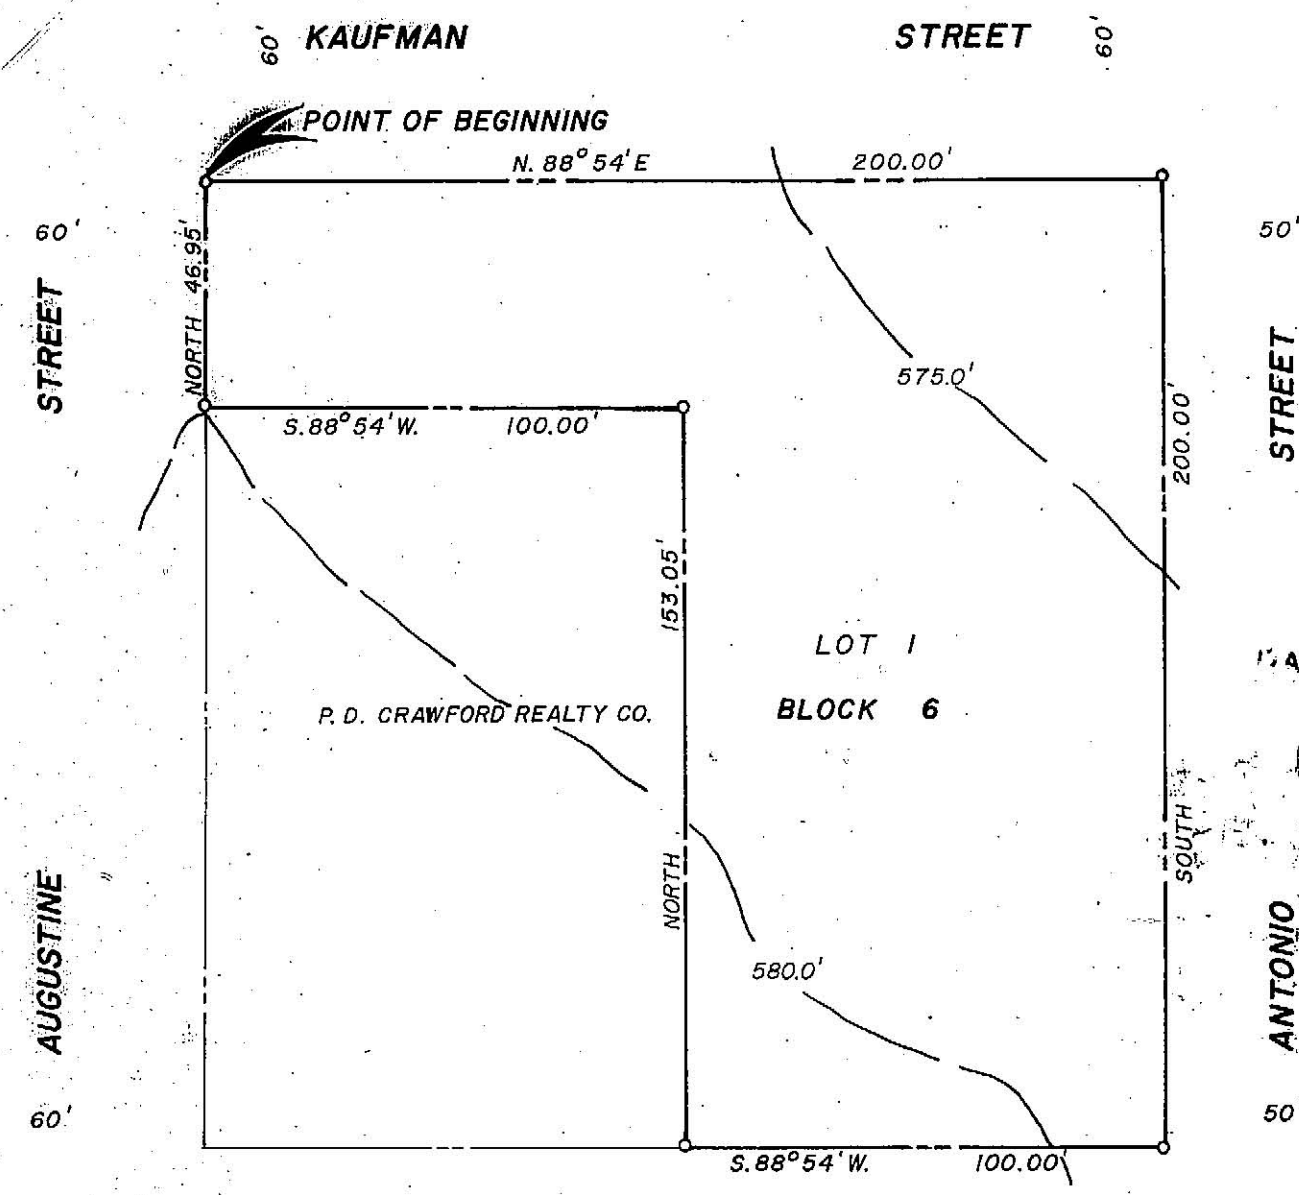 60' KAUFMAN STREET 60'
POINT OF BEGINNING
N. 88° 54' E 200.00'
60'
50'
STREET
NORTH 46.95'
STREET
575.0'
S. 88° 54' W. 100.00'
200.00'
153.05'
LOT 1
P. D. CRAWFORD REALTY CO.
BLOCK 6
SOUTH
NORTH
AUGUSTINE
580.0'
ANTONIO
60'
50
S. 88° 54' W. 100.00'